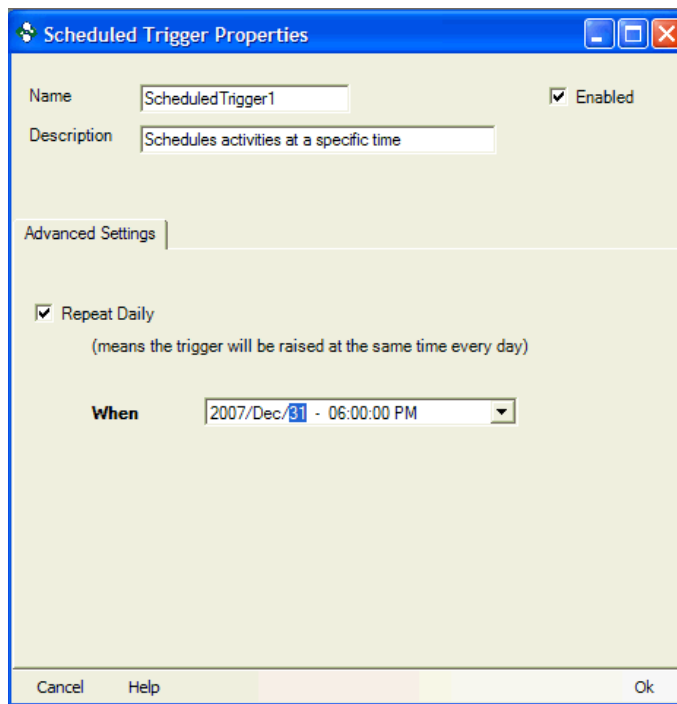 Scheduled Trigger Properties
Name ScheduledTrigger1 Enabled
Description Schedules activities at a specific time
Advanced Settings
Repeat Daily
(means the trigger will be raised at the same time every day)
When 2007/Dec/31 - 06:00:00 PM
Cancel Help Ok